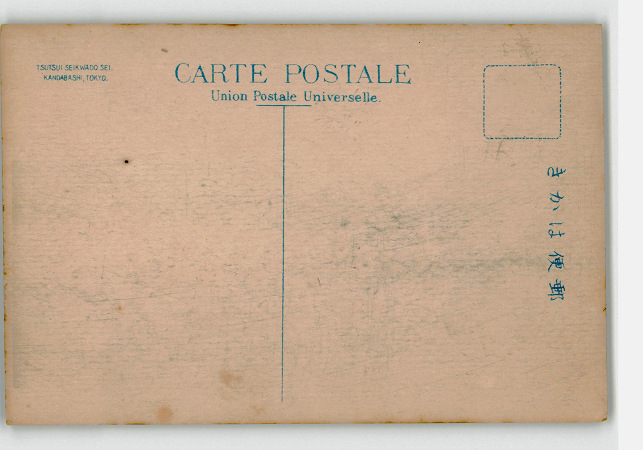 TSUTSUI SEIKWADO SEI.
KANDABASHI, TOKYO.
CARTE POSTALE
Union Postale Universelle.
きかは便郵